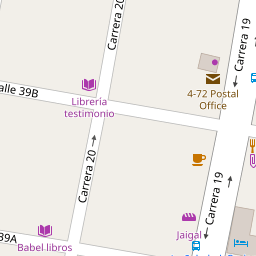 Carrera 20
Carrera 19
4-72 Postal
Office
alle 39B
Librería
testimonio
Carrera 20
Carrera 19
Jaigal
39A
Babel libros